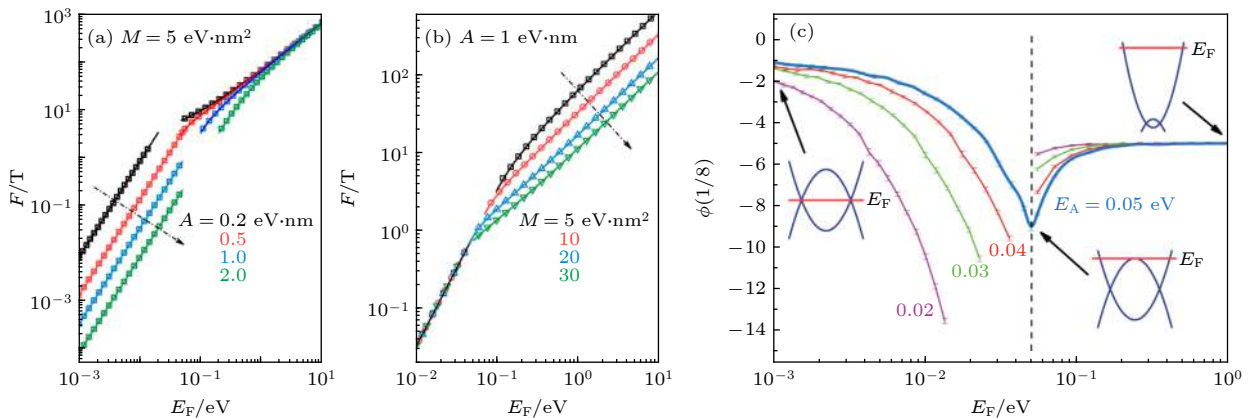 (a) M = 5 eV·nm²
10³
10¹
10⁻¹
10⁻³
F/T
A = 0.2 eV·nm
0.5
1.0
2.0
10⁻³ 10⁻² 10⁻¹ 10⁰ 10¹
E_F/eV
(b) A = 1 eV·nm
10²
10¹
10⁰
10⁻¹
F/T
M = 5 eV·nm²
10
20
30
10⁻² 10⁻¹ 10⁰ 10¹
E_F/eV
(c)
0
−2
−4
−6
−8
−10
−12
−14
ϕ(1/8)
E_F
E_F
E_A = 0.05 eV
E_F
0.04
0.03
0.02
10⁻³ 10⁻² 10⁻¹ 10⁰
E_F/eV